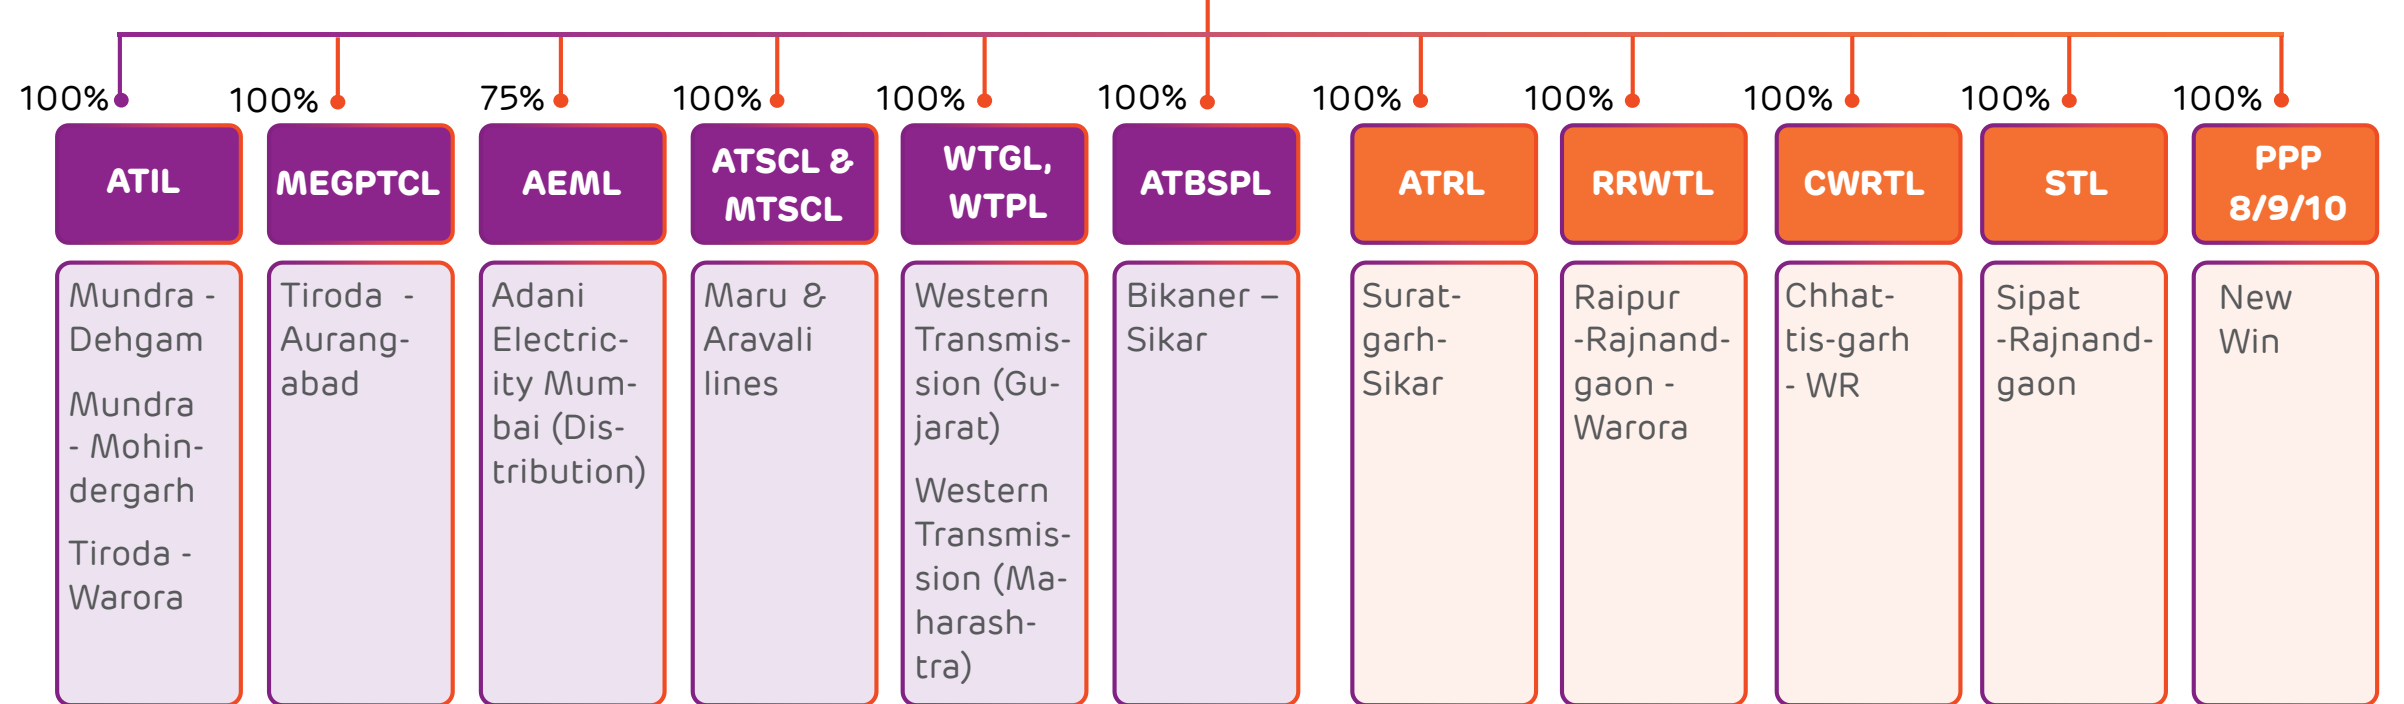 100%
100%
75%
100%
100%
100%
100%
100%
100%
100%
100%
ATIL
MEGPTCL
AEML
ATSCL &
MTSCL
WTGL,
WTPL
ATBSPL
ATRL
RRWTL
CWRTL
STL
PPP
8/9/10
Mundra -
Dehgam
Mundra
- Mohin-
dergarh
Tiroda -
Warora
Tiroda -
Aurang-
abad
Adani
Electric-
ity Mum-
bai (Dis-
tribution)
Maru &
Aravali
lines
Western
Transmis-
sion (Gu-
jarat)
Western
Transmis-
sion (Ma-
harash-
tra)
Bikaner –
Sikar
Surat-
garh-
Sikar
Raipur
-Rajnand-
gaon -
Warora
Chhat-
tis-garh
- WR
Sipat
-Rajnand-
gaon
New
Win